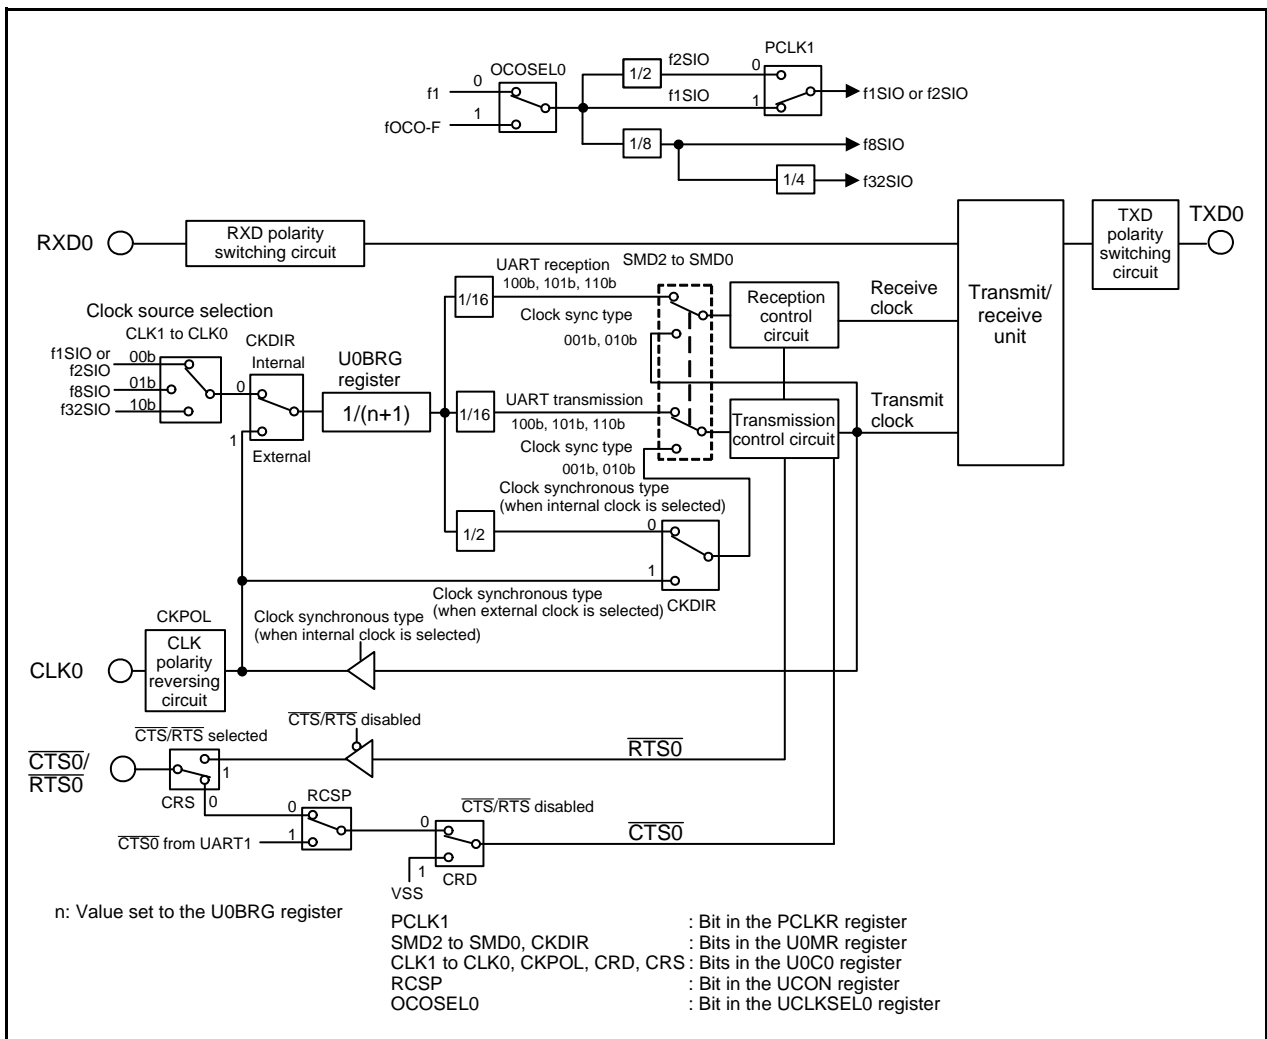 PCLK1
OCOSEL0
f2SIO
0
1/2
0
f1
f1SIO
1
f1SIO or f2SIO
1
fOCO-F
1/8
f8SIO
1/4
f32SIO
RXD0
RXD polarity
switching circuit
TXD
polarity
switching
circuit
TXD0
SMD2 to SMD0
UART reception
100b, 101b, 110b
1/16
Clock sync type
001b, 010b
Reception
control
circuit
Receive
clock
Transmit/
receive
unit
Clock source selection
CLK1 to CLK0
CKDIR
Internal
f1SIO or
f2SIO
00b
f8SIO
01b
f32SIO
10b
0
1
External
U0BRG
register
1/(n+1)
1/16
UART transmission
100b, 101b, 110b
Clock sync type
001b, 010b
Transmission
control circuit
Transmit
clock
Clock synchronous type
(when internal clock is selected)
1/2
0
1
CKDIR
Clock synchronous type
(when external clock is selected)
CKPOL
Clock synchronous type
(when internal clock is selected)
CLK0
CLK
polarity
reversing
circuit
CTS/RTS disabled
CTS/RTS selected
CTS0/
RTS0
1
RTS0
CRS
0
RCSP
0
1
CTS0 from UART1
CTS/RTS disabled
0
CTS0
1
VSS
CRD
n: Value set to the U0BRG register
PCLK1 : Bit in the PCLKR register
SMD2 to SMD0, CKDIR : Bits in the U0MR register
CLK1 to CLK0, CKPOL, CRD, CRS : Bits in the U0C0 register
RCSP : Bit in the UCON register
OCOSEL0 : Bit in the UCLKSEL0 register